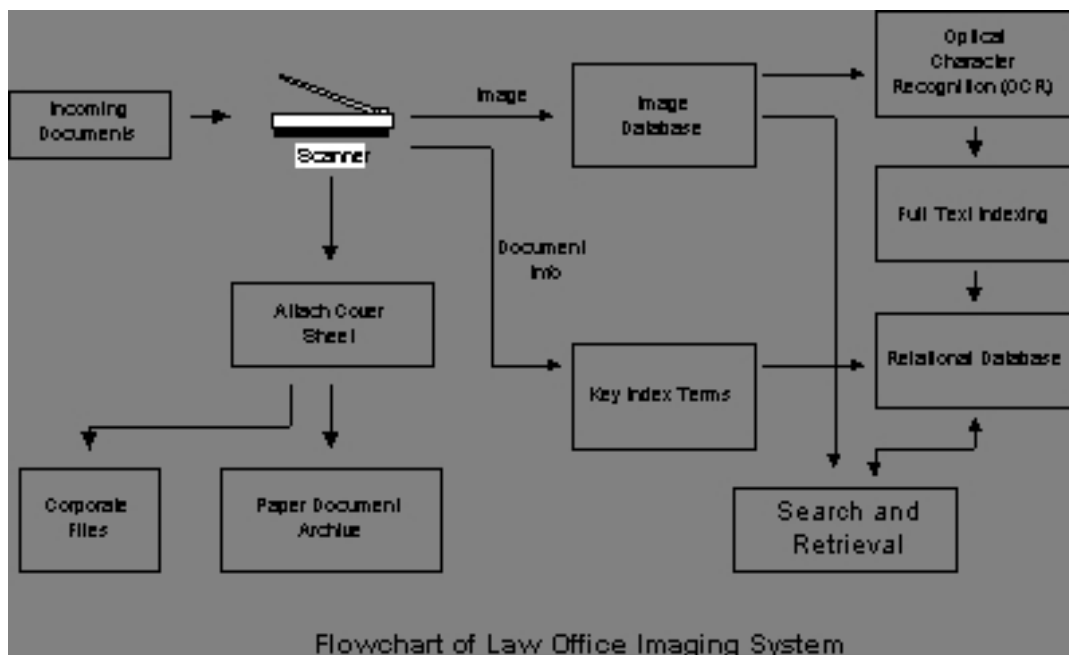 Incoming
Documents
Scanner
Image
Image
Database
Optical
Character
Recognition (OCR)
Full Text Indexing
Document
Info
Attach Cover
Sheet
Key Index Terms
Relational Database
Corporate
Files
Paper Document
Archive
Search and
Retrieval
Flowchart of Law Office Imaging System